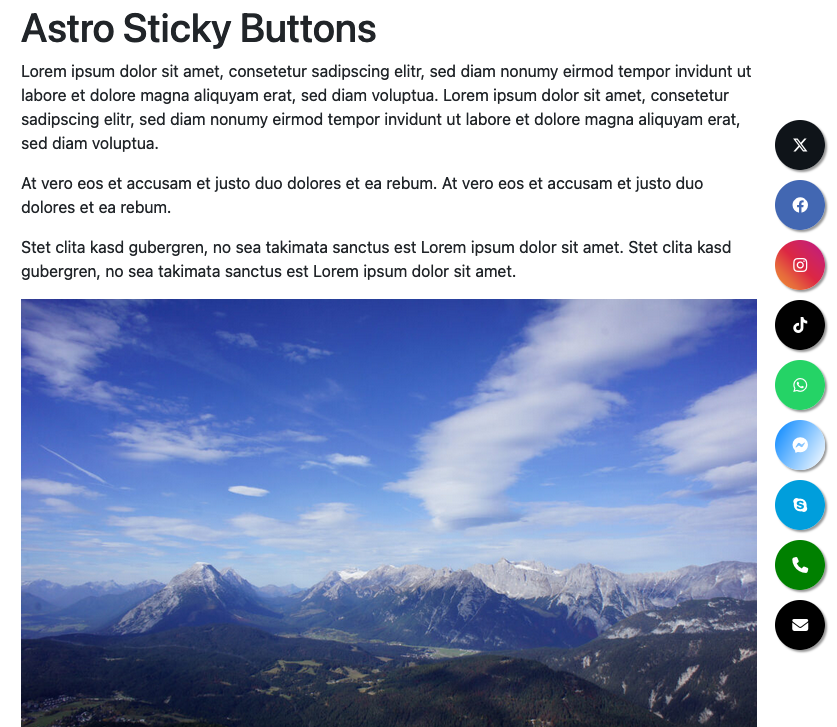 Astro Sticky Buttons
Lorem ipsum dolor sit amet, consetetur sadipscing elitr, sed diam nonumy eirmod tempor invidunt ut
labore et dolore magna aliquyam erat, sed diam voluptua. Lorem ipsum dolor sit amet, consetetur
sadipscing elitr, sed diam nonumy eirmod tempor invidunt ut labore et dolore magna aliquyam erat,
sed diam voluptua.
At vero eos et accusam et justo duo dolores et ea rebum. At vero eos et accusam et justo duo
dolores et ea rebum.
Stet clita kasd gubergren, no sea takimata sanctus est Lorem ipsum dolor sit amet. Stet clita kasd
gubergren, no sea takimata sanctus est Lorem ipsum dolor sit amet.